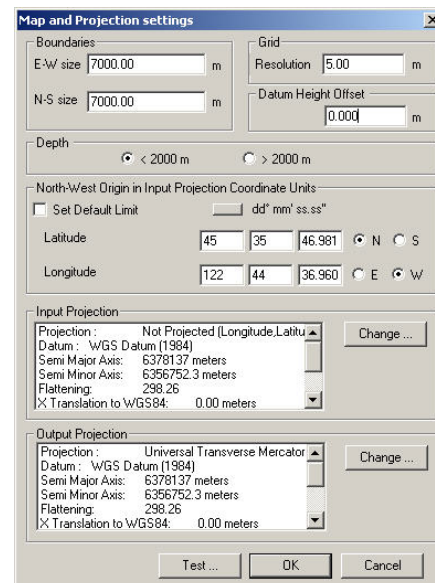 Map and Projection settings
Boundaries
E-W size 7000.00 m
N-S size 7000.00 m
Grid
Resolution 5.00 m
Datum Height Offset
0.000 m
Depth
< 2000 m > 2000 m
North-West Origin in Input Projection Coordinate Units
Set Default Limit dd° mm' ss.ss"
Latitude 45 35 46.981 N S
Longitude 122 44 36.960 E W
Input Projection
Projection : Not Projected (Longitude,Latitu
Datum : WGS Datum (1984)
Semi Major Axis: 6378137 meters
Semi Minor Axis: 6356752.3 meters
Flattening: 298.26
X Translation to WGS84: 0.00 meters
Change ...
Output Projection
Projection : Universal Transverse Mercator
Datum : WGS Datum (1984)
Semi Major Axis: 6378137 meters
Semi Minor Axis: 6356752.3 meters
Flattening: 298.26
X Translation to WGS84: 0.00 meters
Change ...
Test ... OK Cancel